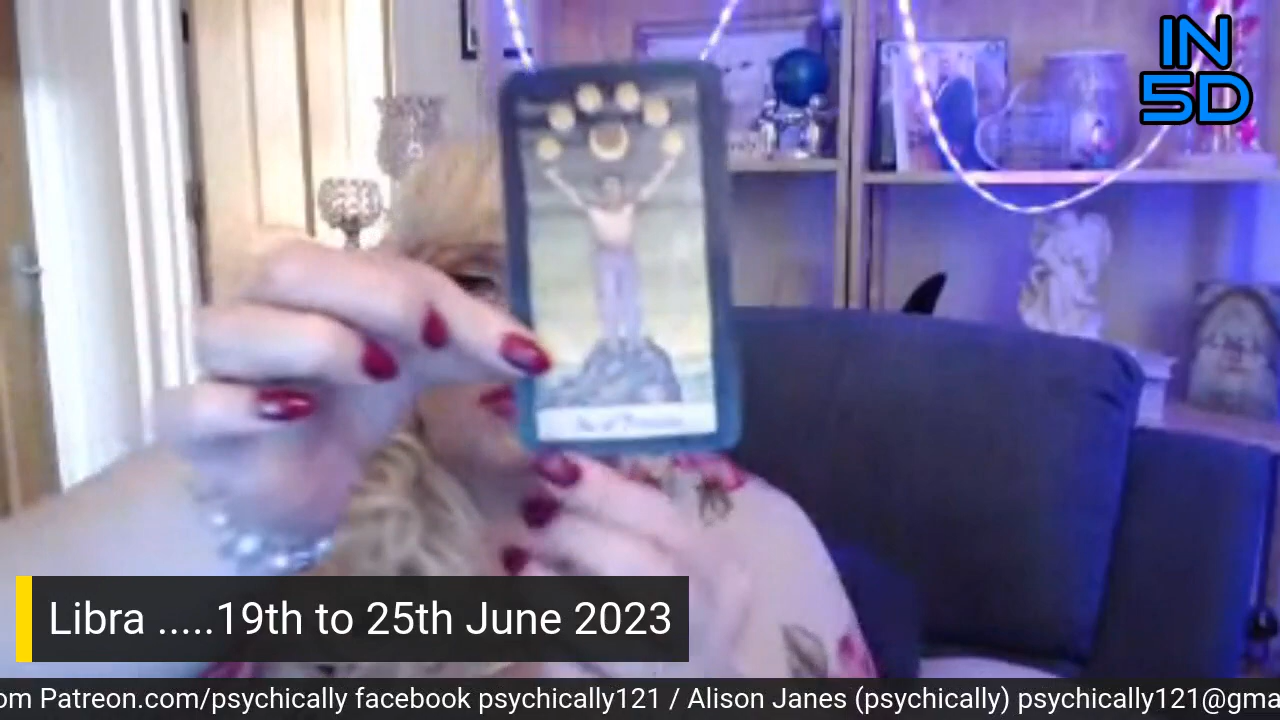 IN
5D
Libra .....19th to 25th June 2023
om Patreon.com/psychically facebook psychically121 / Alison Janes (psychically) psychically121@gma